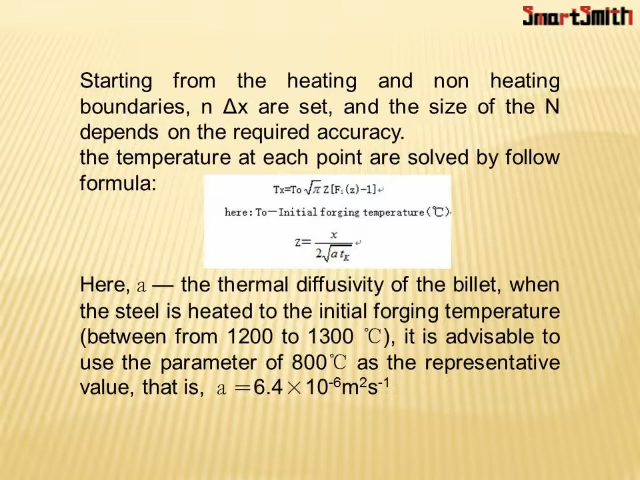 SmartSmith
Starting from the heating and non heating
boundaries, n Δx are set, and the size of the N
depends on the required accuracy.
the temperature at each point are solved by follow
formula:
Tx=To√π Z[Fᵢ(z)-1]↵
here:To—Initial forging temperature(℃)
z= x / 2√a tK ↵
Here, a — the thermal diffusivity of the billet, when
the steel is heated to the initial forging temperature
(between from 1200 to 1300 ℃), it is advisable to
use the parameter of 800℃ as the representative
value, that is, a＝6.4×10⁻⁶m²s⁻¹